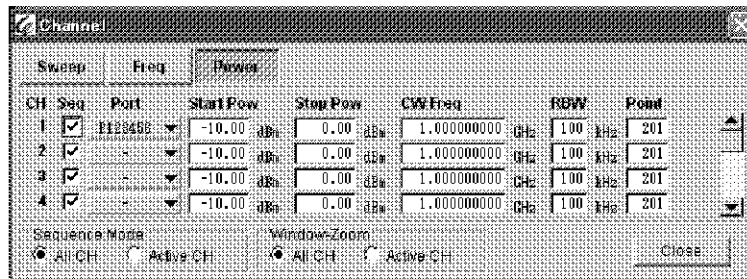 Channel
Sweep Freq Power
CH Seq Port Start Pow Stop Pow CW Freq RBW Point
1 P123456 -10.00 dBm 0.00 dBm 1.000000000 GHz 100 kHz 201
2 - -10.00 dBm 0.00 dBm 1.000000000 GHz 100 kHz 201
3 - -10.00 dBm 0.00 dBm 1.000000000 GHz 100 kHz 201
4 - -10.00 dBm 0.00 dBm 1.000000000 GHz 100 kHz 201
Sequence Mode Window-Zoom
All CH Active CH All CH Active CH Close